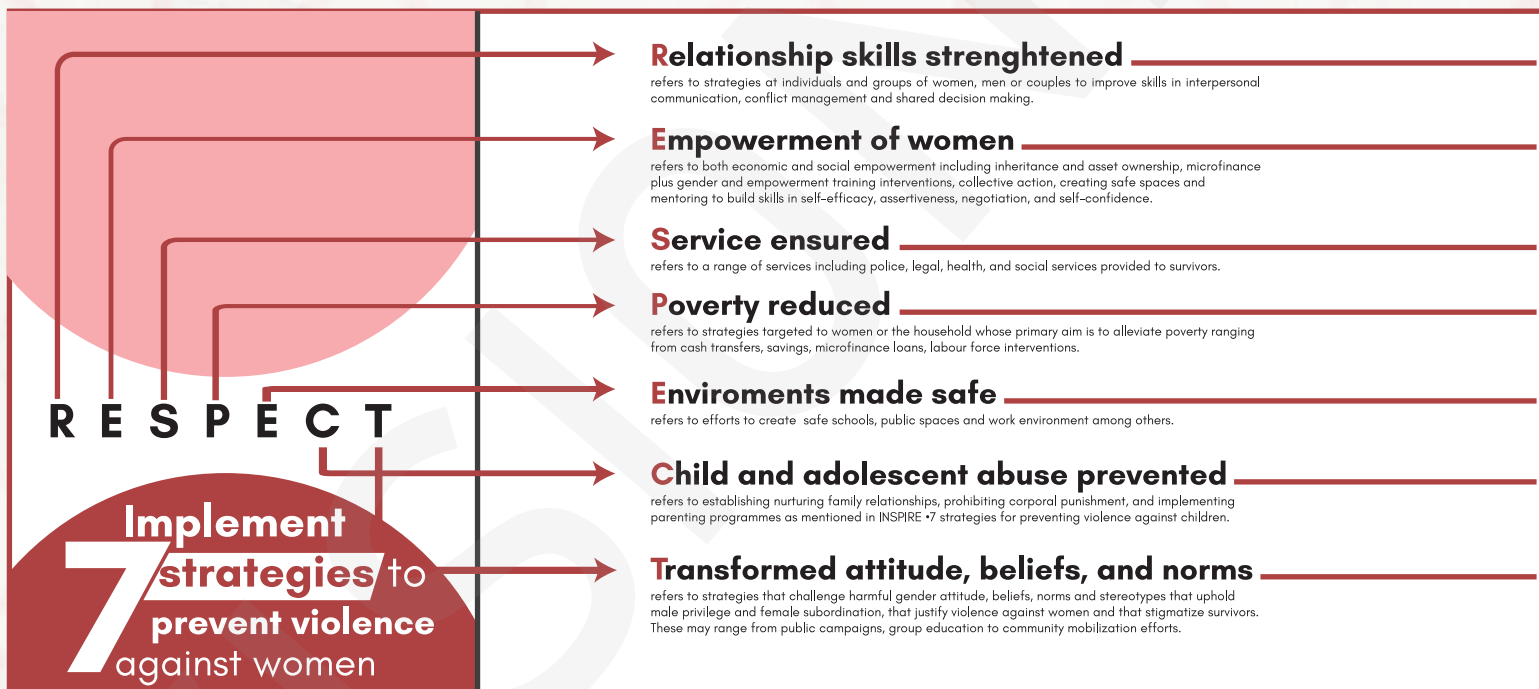 Relationship skills strenghtened
refers to strategies at individuals and groups of women, men or couples to improve skills in interpersonal
communication, conflict management and shared decision making.
Empowerment of women
refers to both economic and social empowerment including inheritance and asset ownership, microfinance
plus gender and empowerment training interventions, collective action, creating safe spaces and
mentoring to build skills in self-efficacy, assertiveness, negotiation, and self-confidence.
Service ensured
refers to a range of services including police, legal, health, and social services provided to survivors.
Poverty reduced
refers to strategies targeted to women or the household whose primary aim is to alleviate poverty ranging
from cash transfers, savings, microfinance loans, labour force interventions.
Enviroments made safe
refers to efforts to create safe schools, public spaces and work environment among others.
Child and adolescent abuse prevented
refers to establishing nurturing family relationships, prohibiting corporal punishment, and implementing
parenting programmes as mentioned in INSPIRE •7 strategies for preventing violence against children.
Transformed attitude, beliefs, and norms
refers to strategies that challenge harmful gender attitude, beliefs, norms and stereotypes that uphold
male privilege and female subordination, that justify violence against women and that stigmatize survivors.
These may range from public campaigns, group education to community mobilization efforts.
R E S P E C T
Implement
7 strategies to
prevent violence
against women